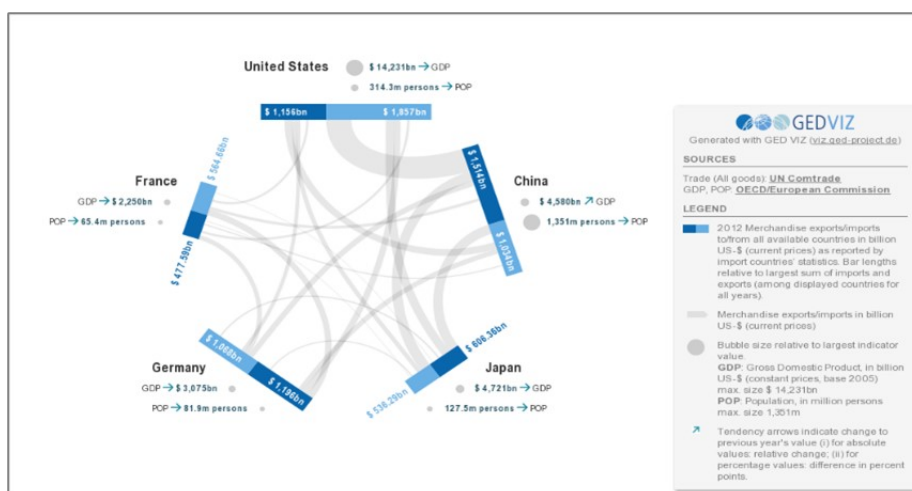 United States
$ 14,231bn → GDP
314.3m persons → POP
$ 1,156bn
$ 1,857bn
$ 564.66bn
$ 1,514bn
France
China
GDP → $ 2,250bn
$ 4,580bn ↗ GDP
POP → 65.4m persons
1,351m persons → POP
$ 477.59bn
$ 1,034bn
$ 1,068bn
$ 606.36bn
Germany
Japan
GDP → $ 3,075bn
$ 1,196bn
$ 4,721bn → GDP
POP → 81.9m persons
$ 536.29bn
127.5m persons → POP
GEDVIZ
Generated with GED VIZ (viz.ged-project.de)
SOURCES
Trade (All goods): UN Comtrade
GDP, POP: OECD/European Commission
LEGEND
2012 Merchandise exports/imports
to/from all available countries in billion
US-$ (current prices) as reported by
import countries' statistics. Bar lengths
relative to largest sum of imports and
exports (among displayed countries for
all years).
Merchandise exports/imports in billion
US-$ (current prices)
Bubble size relative to largest indicator
value.
GDP: Gross Domestic Product, in billion
US-$ (constant prices, base 2005)
max. size $ 14,231bn
POP: Population, in million persons
max. size 1,351m
Tendency arrows indicate change to
previous year's value (i) for absolute
values: relative change; (ii) for
percentage values: difference in percent
points.